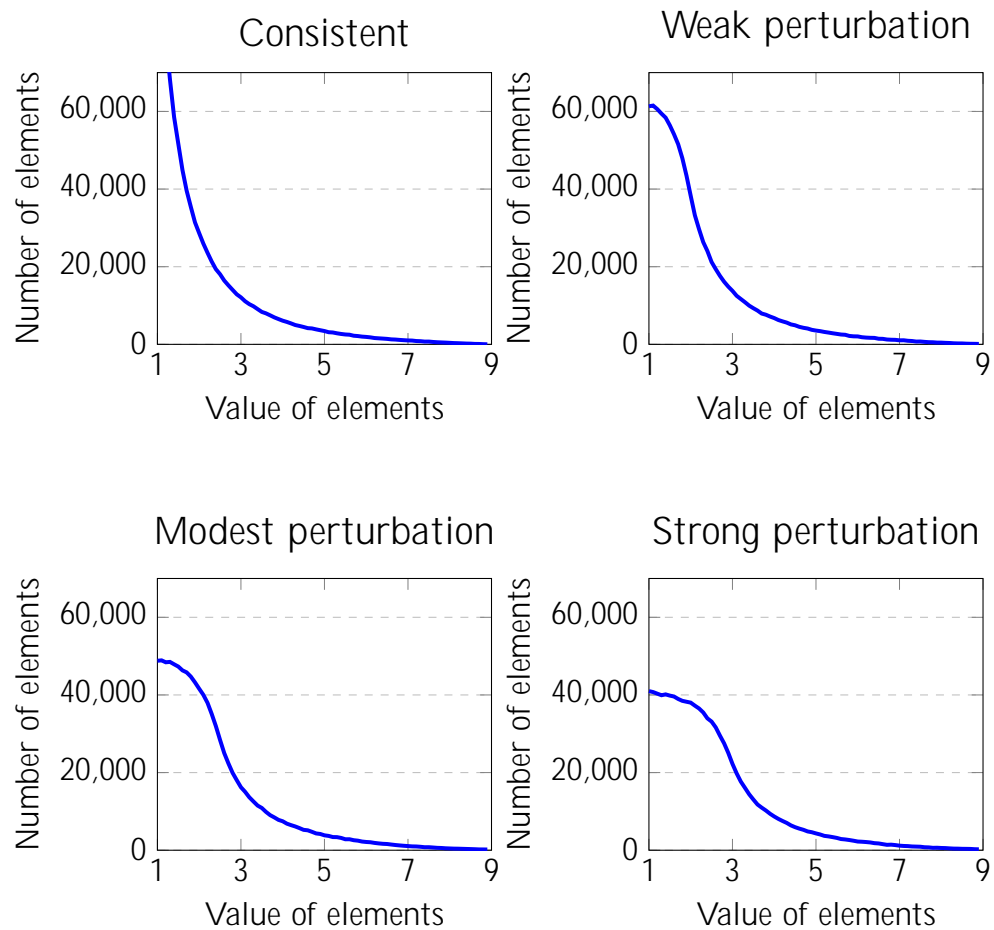 Consistent
Number of elements
60,000
40,000
20,000
0
1 3 5 7 9
Value of elements
Weak perturbation
Number of elements
60,000
40,000
20,000
0
1 3 5 7 9
Value of elements
Modest perturbation
Number of elements
60,000
40,000
20,000
0
1 3 5 7 9
Value of elements
Strong perturbation
Number of elements
60,000
40,000
20,000
0
1 3 5 7 9
Value of elements